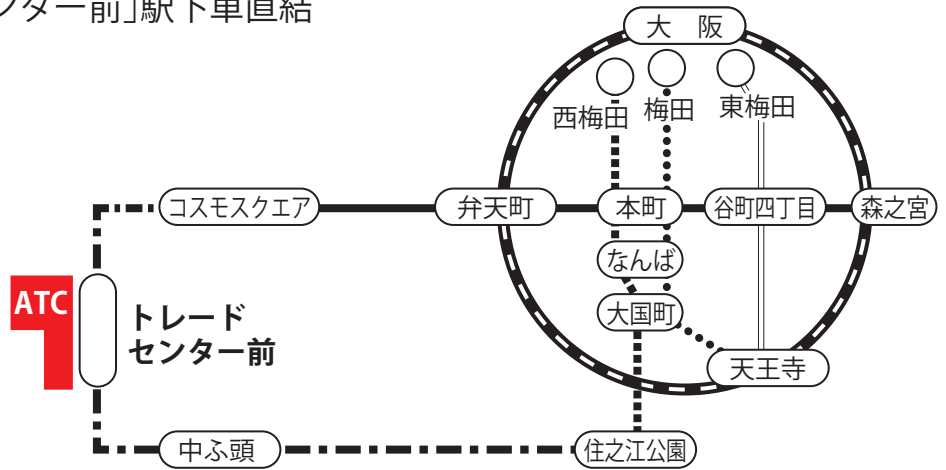 ンター前」駅下車直結
大 阪
西梅田
梅田
東梅田
コスモスクエア
弁天町
本町
谷町四丁目
森之宮
なんば
ATC
トレード
センター前
大国町
天王寺
中ふ頭
住之江公園